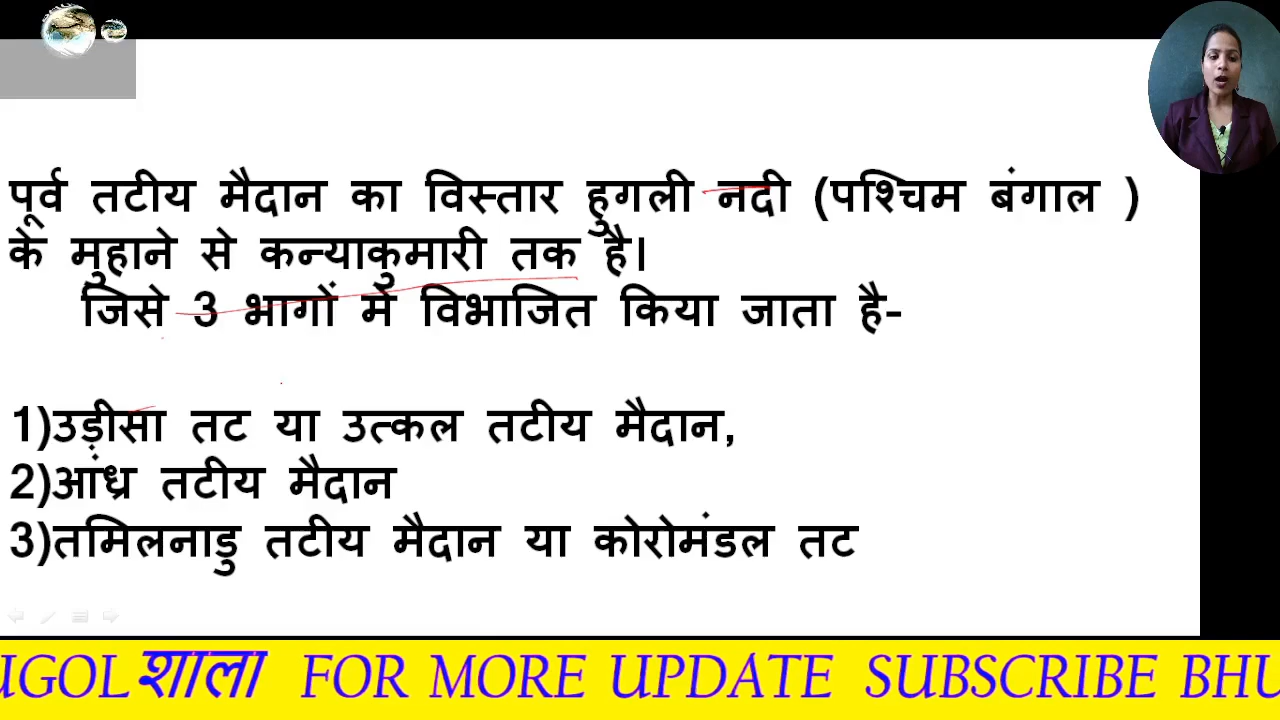 पूर्व तटीय मैदान का विस्तार हुगली नदी (पश्चिम बंगाल )
के मुहाने से कन्याकुमारी तक है।
जिसे 3 भागों मे विभाजित किया जाता है-
1)उड़ीसा तट या उत्कल तटीय मैदान,
2)आंध्र तटीय मैदान
3)तमिलनाडु तटीय मैदान या कोरोमंडल तट
UGOLशाला FOR MORE UPDATE SUBSCRIBE BHU